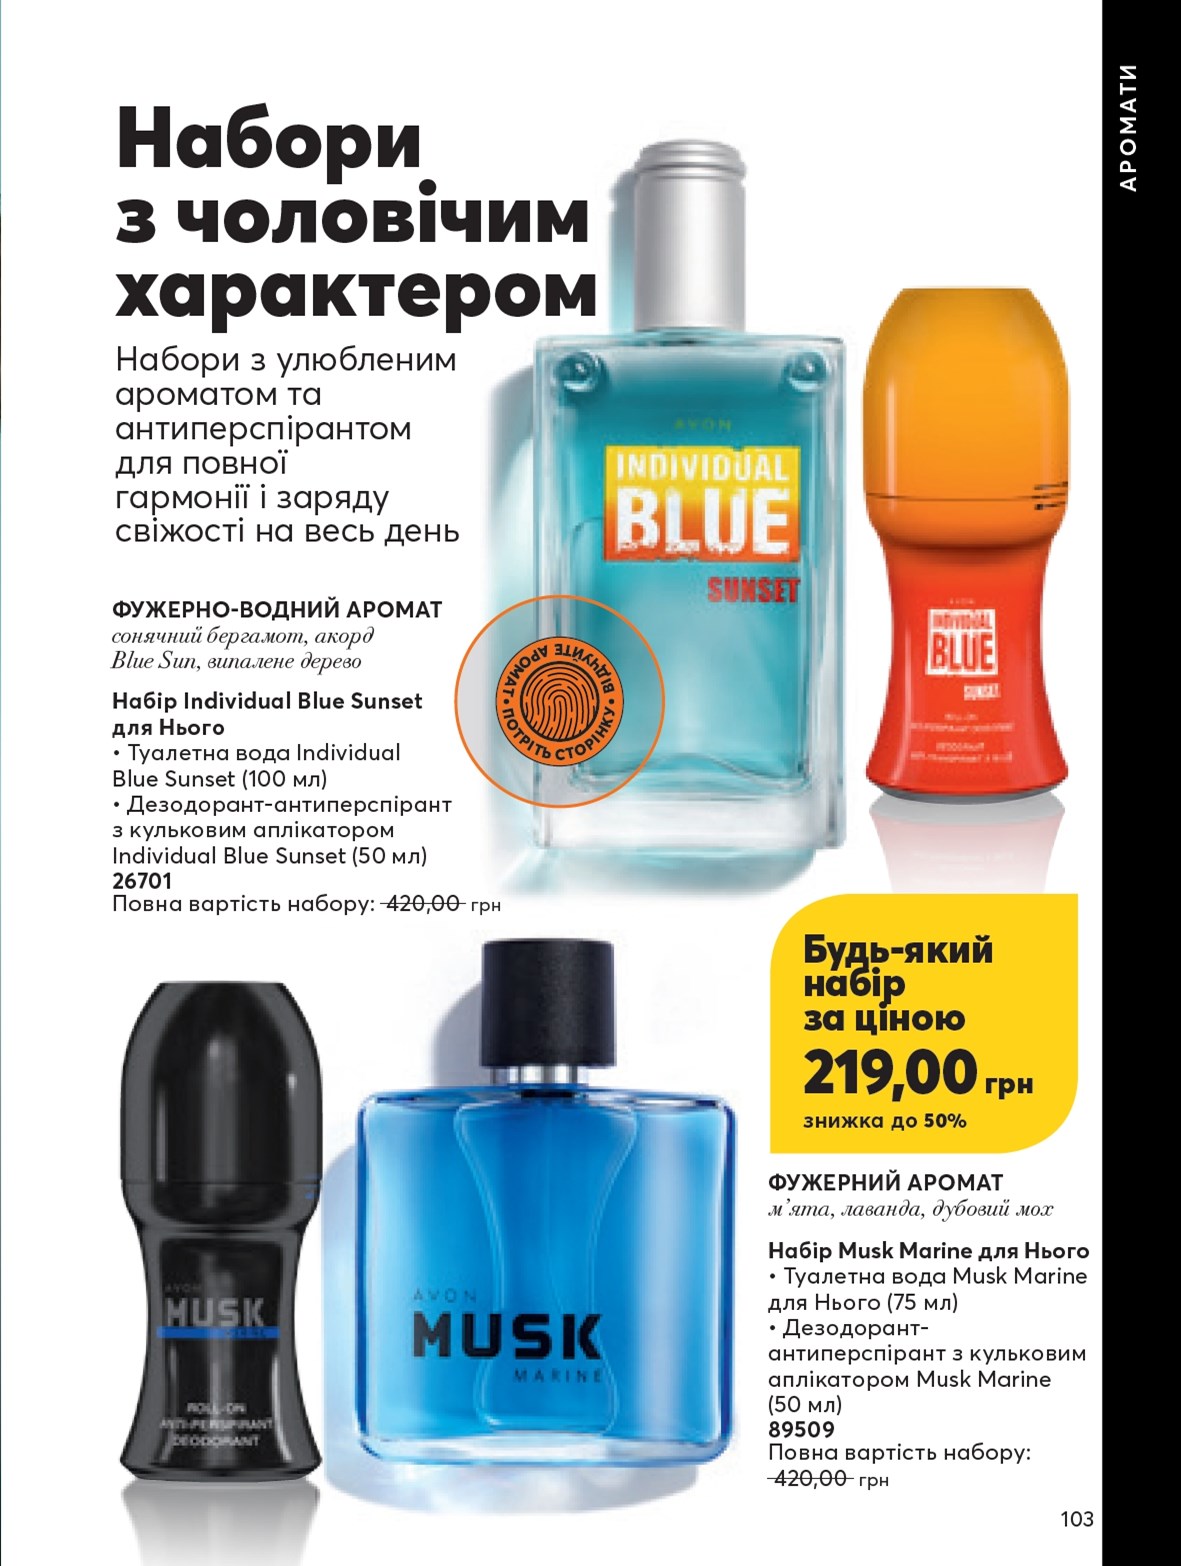 АРОМАТИ
Набори
з чоловічим
характером
Набори з улюбленим
ароматом та
антиперспірантом
для повної
гармонії і заряду
свіжості на весь день
ФУЖЕРНО-ВОДНИЙ АРОМАТ
сонячний бергамот, акорд
Blue Sun, випалене дерево
Набір Individual Blue Sunset
для Нього
• Туалетна вода Individual
Blue Sunset (100 мл)
• Дезодорант-антиперспірант
з кульковим аплікатором
Individual Blue Sunset (50 мл)
26701
Повна вартість набору: 420,00 грн
AVON
INDIVIDUAL
BLUE
SUNSET
ПОТРІТЬ СТОРІНКУ • ВІДЧУЙТЕ АРОМАТ •
AVON
INDIVIDUAL
BLUE
SUNSET
ROLL-ON
Будь-який
набір
за ціною
219,00 грн
знижка до 50%
AVON
MUSK
ROLL-ON
ANTI-PERSPIRANT
DEODORANT
AVON
MUSK
MARINE
ФУЖЕРНИЙ АРОМАТ
м’ята, лаванда, дубовий мох
Набір Musk Marine для Нього
• Туалетна вода Musk Marine
для Нього (75 мл)
• Дезодорант-
антиперспірант з кульковим
аплікатором Musk Marine
(50 мл)
89509
Повна вартість набору:
420,00 грн
103